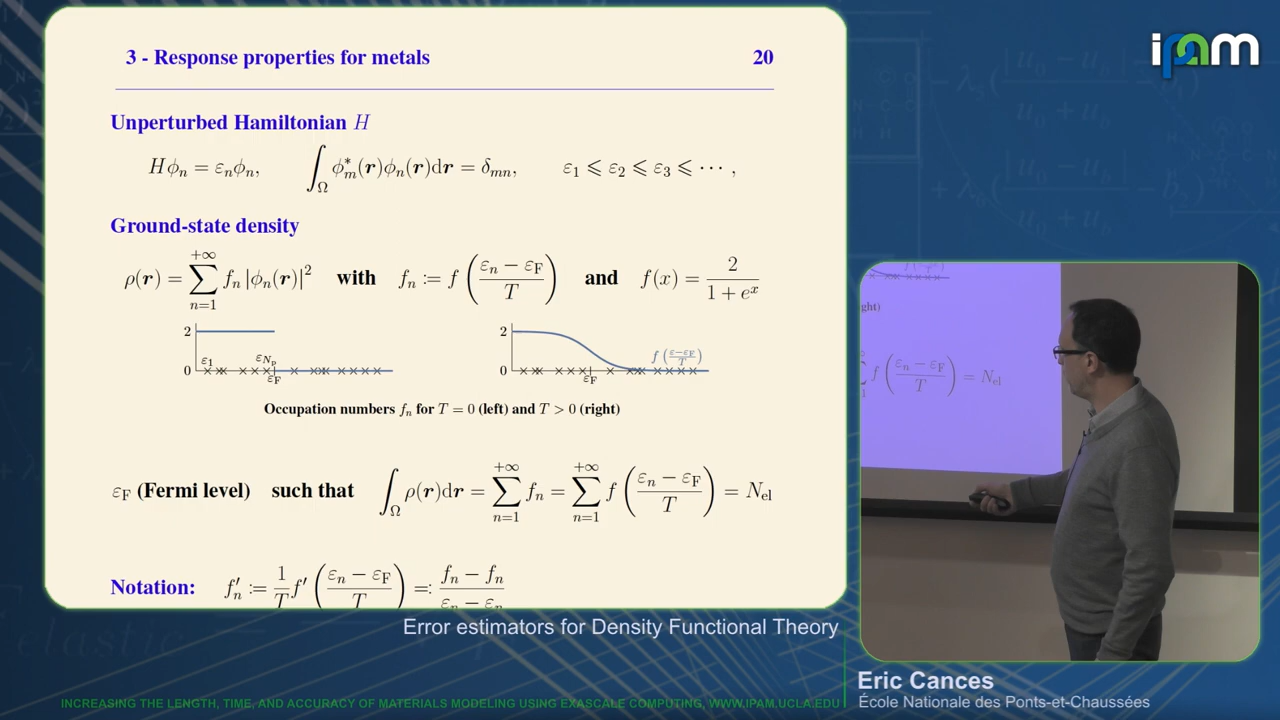 3 - Response properties for metals 20
Unperturbed Hamiltonian H
Hϕₙ = εₙϕₙ, ∫_Ω ϕ*ₘ(r)ϕₙ(r)dr = δₘₙ, ε₁ ⩽ ε₂ ⩽ ε₃ ⩽ ⋯ ,
Ground-state density
ρ(r) = ∑_{n=1}^{+∞} fₙ |ϕₙ(r)|² with fₙ := f((εₙ − ε_F)/T) and f(x) = 2/(1 + eˣ)
2 ε₁ ε_{N_p} 0 ε_F
2 f((ε−ε_F)/T) 0 ε_F
Occupation numbers fₙ for T = 0 (left) and T > 0 (right)
ε_F (Fermi level) such that ∫_Ω ρ(r)dr = ∑_{n=1}^{+∞} fₙ = ∑_{n=1}^{+∞} f((εₙ − ε_F)/T) = N_el
Notation: f′ₙ := (1/T) f′((εₙ − ε_F)/T) =: (fₙ − fₙ)/(εₙ − εₙ)
ipam
ght)
f((εₙ − ε_F)/T) = N_el
Error estimators for Density Functional Theory
Eric Cances
École Nationale des Ponts-et-Chaussées
INCREASING THE LENGTH, TIME, AND ACCURACY OF MATERIALS MODELING USING EXASCALE COMPUTING, WWW.IPAM.UCLA.EDU